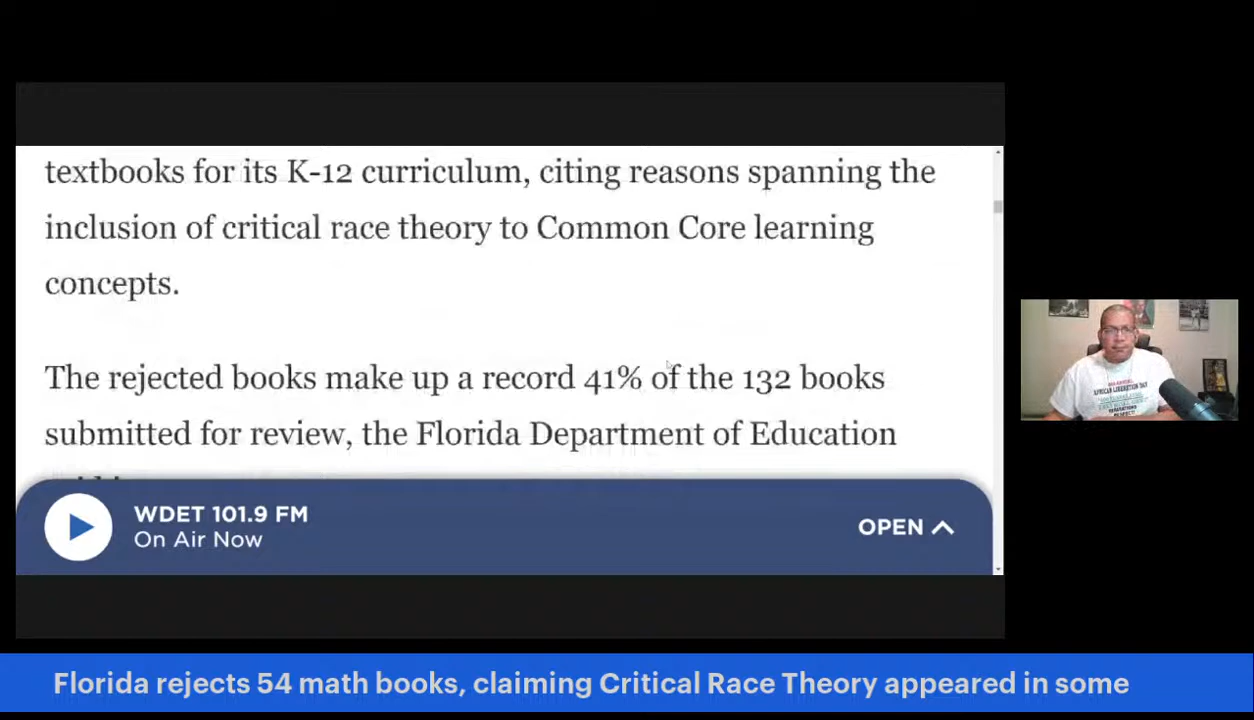 textbooks for its K-12 curriculum, citing reasons spanning the
inclusion of critical race theory to Common Core learning
concepts.
The rejected books make up a record 41% of the 132 books
submitted for review, the Florida Department of Education
WDET 101.9 FM
On Air Now
OPEN
AFRICAN LIBERATION DAY
Florida rejects 54 math books, claiming Critical Race Theory appeared in some